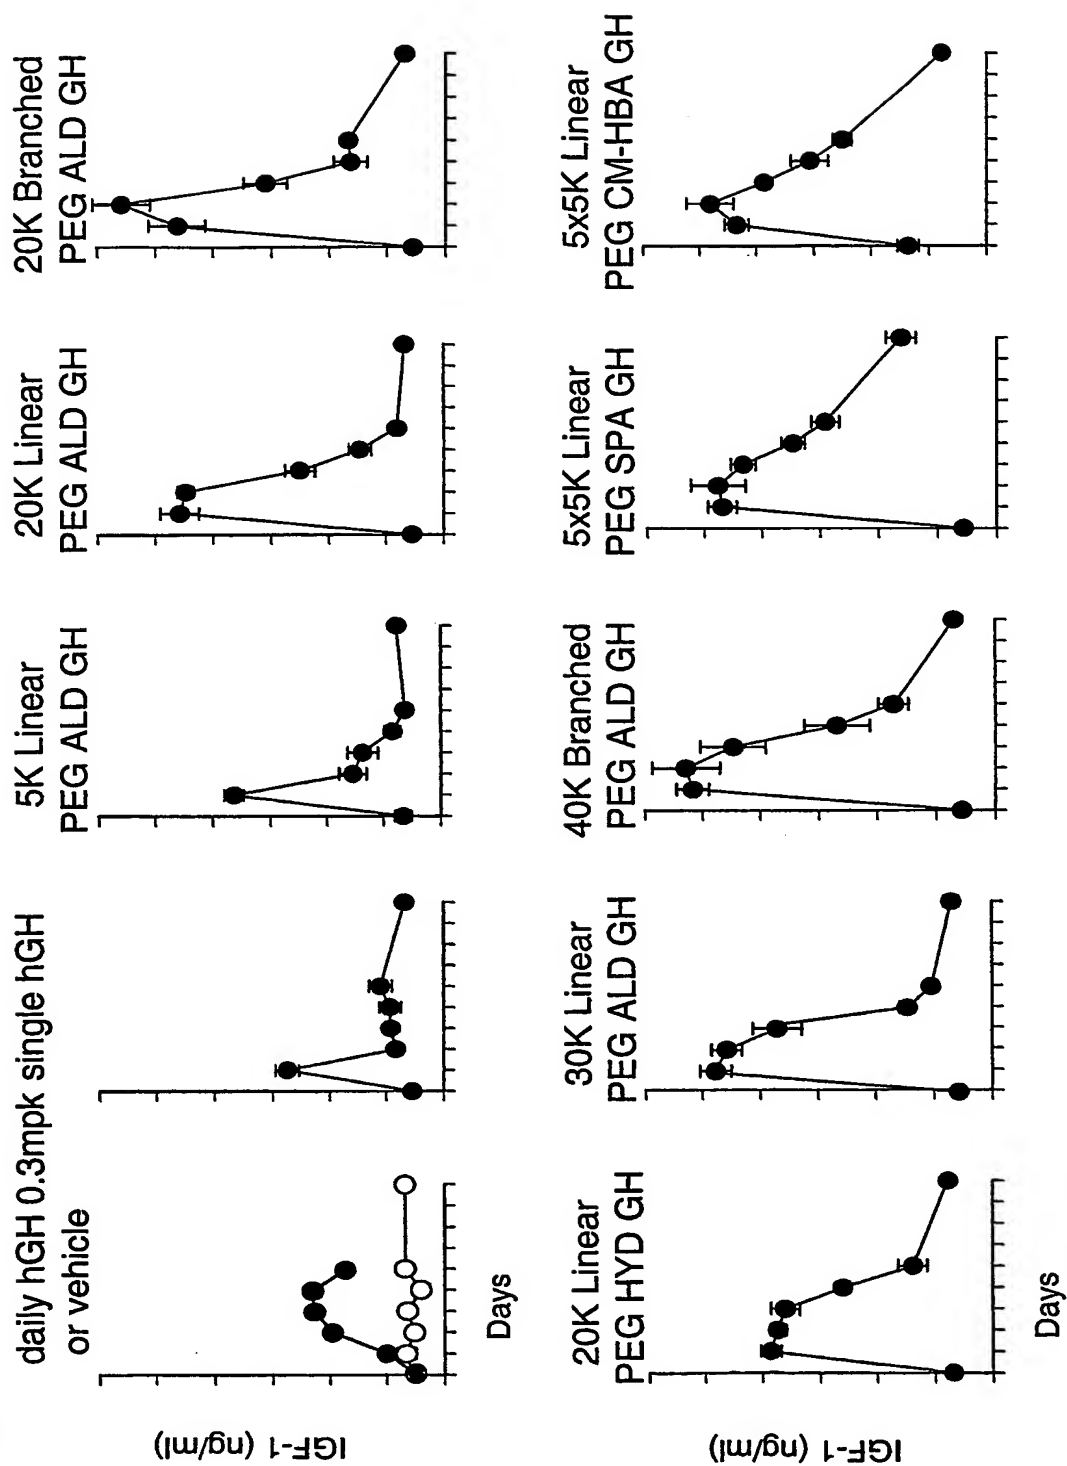 daily hGH 0.3mpk single hGH
or vehicle
5K Linear
PEG ALD GH
20K Linear
PEG ALD GH
20K Branched
PEG ALD GH
IGF-1 (ng/ml)
Days
20K Linear
PEG HYD GH
30K Linear
PEG ALD GH
40K Branched
PEG ALD GH
5x5K Linear
PEG SPA GH
5x5K Linear
PEG CM-HBA GH
IGF-1 (ng/ml)
Days